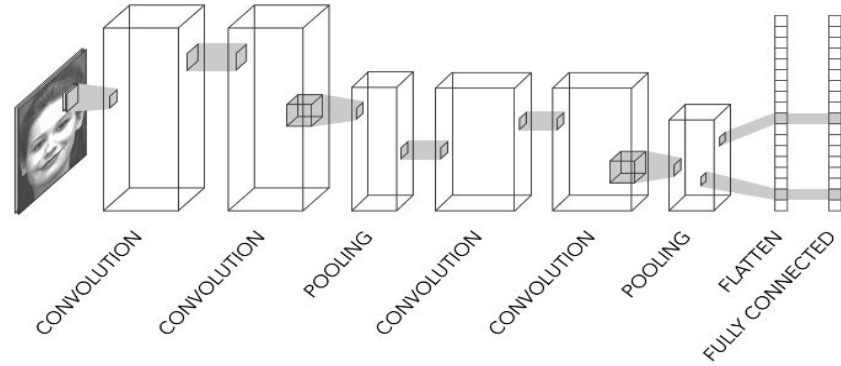 CONVOLUTION
CONVOLUTION
POOLING
CONVOLUTION
CONVOLUTION
POOLING
FLATTEN
FULLY CONNECTED